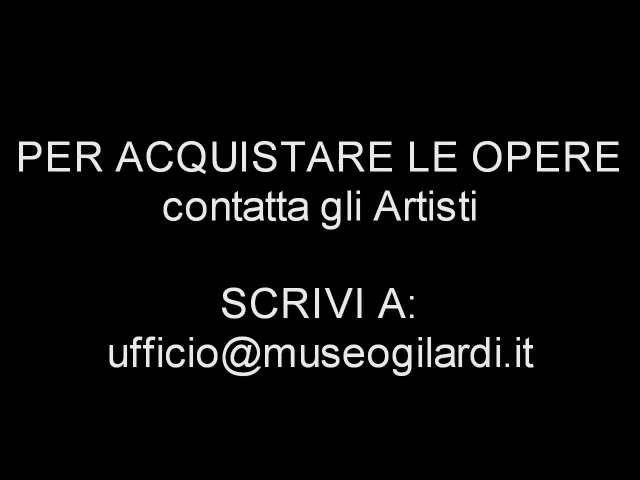 PER ACQUISTARE LE OPERE
contatta gli Artisti
SCRIVI A:
ufficio@museogilardi.it